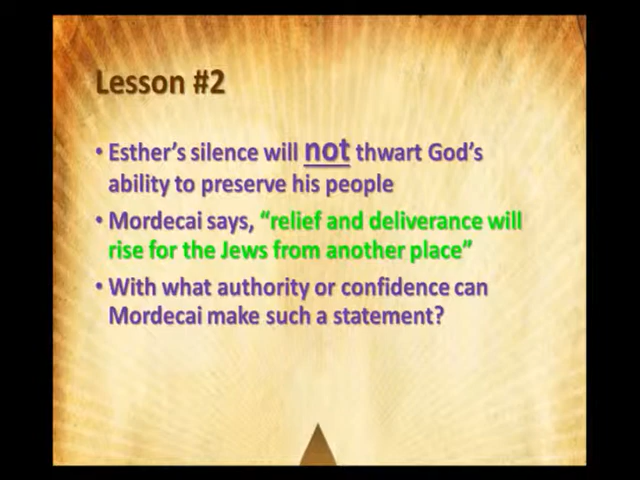 Lesson #2
• Esther's silence will not thwart God's
ability to preserve his people
• Mordecai says, “relief and deliverance will
rise for the Jews from another place”
• With what authority or confidence can
Mordecai make such a statement?